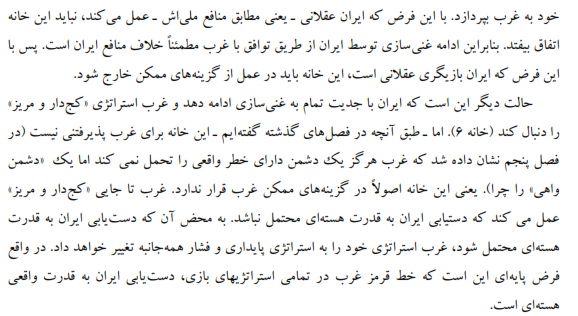 خود به غرب بپردازد. با این فرض که ایران عقلانی ـ یعنی مطابق منافع ملی‌اش ـ عمل می‌کند، نباید این خانه
اتفاق بیفتد. بنابراین ادامه غنی‌سازی توسط ایران از طریق توافق با غرب مطمئناً خلاف منافع ایران است. پس با
این فرض که ایران بازیگری عقلانی است، این خانه باید در عمل از گزینه‌های ممکن خارج شود.
حالت دیگر این است که ایران با جدیت تمام به غنی‌سازی ادامه دهد و غرب استراتژی «کج‌دار و مریز»
را دنبال کند (خانه ۶). اما ـ طبق آنچه در فصل‌های گذشته گفته‌ایم ـ این خانه برای غرب پذیرفتنی نیست (در
فصل پنجم نشان داده شد که غرب هرگز یک دشمن دارای خطر واقعی را تحمل نمی کند اما یک «دشمن
واهی» را چرا). یعنی این خانه اصولاً در گزینه‌های ممکن غرب قرار ندارد. غرب تا جایی «کج‌دار و مریز»
عمل می کند که دستیابی ایران به قدرت هسته‌ای محتمل نباشد. به محض آن که دست‌یابی ایران به قدرت
هسته‌ای محتمل شود، غرب استراتژی خود را به استراتژی پایداری و فشار همه‌جانبه تغییر خواهد داد. در واقع
فرض پایه‌ای این است که خط قرمز غرب در تمامی استراتژیهای بازی، دست‌یابی ایران به قدرت واقعی
هسته‌ای است.